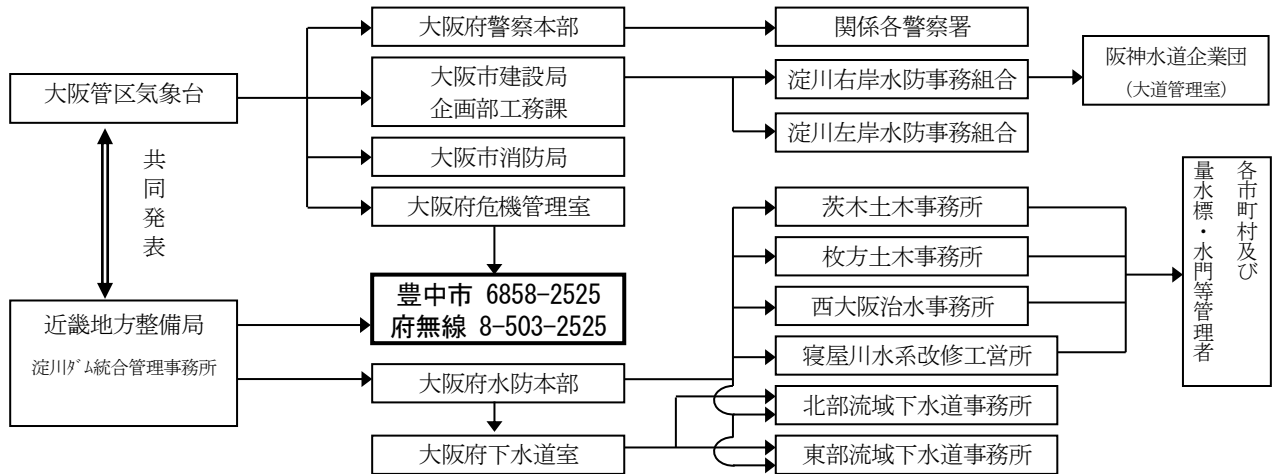 大阪管区気象台
共同発表
近畿地方整備局
淀川ﾀﾞﾑ統合管理事務所
大阪府警察本部
大阪市建設局
企画部工務課
大阪市消防局
大阪府危機管理室
豊中市 6858-2525
府無線 8-503-2525
大阪府水防本部
大阪府下水道室
関係各警察署
淀川右岸水防事務組合
淀川左岸水防事務組合
茨木土木事務所
枚方土木事務所
西大阪治水事務所
寝屋川水系改修工営所
北部流域下水道事務所
東部流域下水道事務所
阪神水道企業団
（大道管理室）
各市町村及び
量水標・水門等管理者